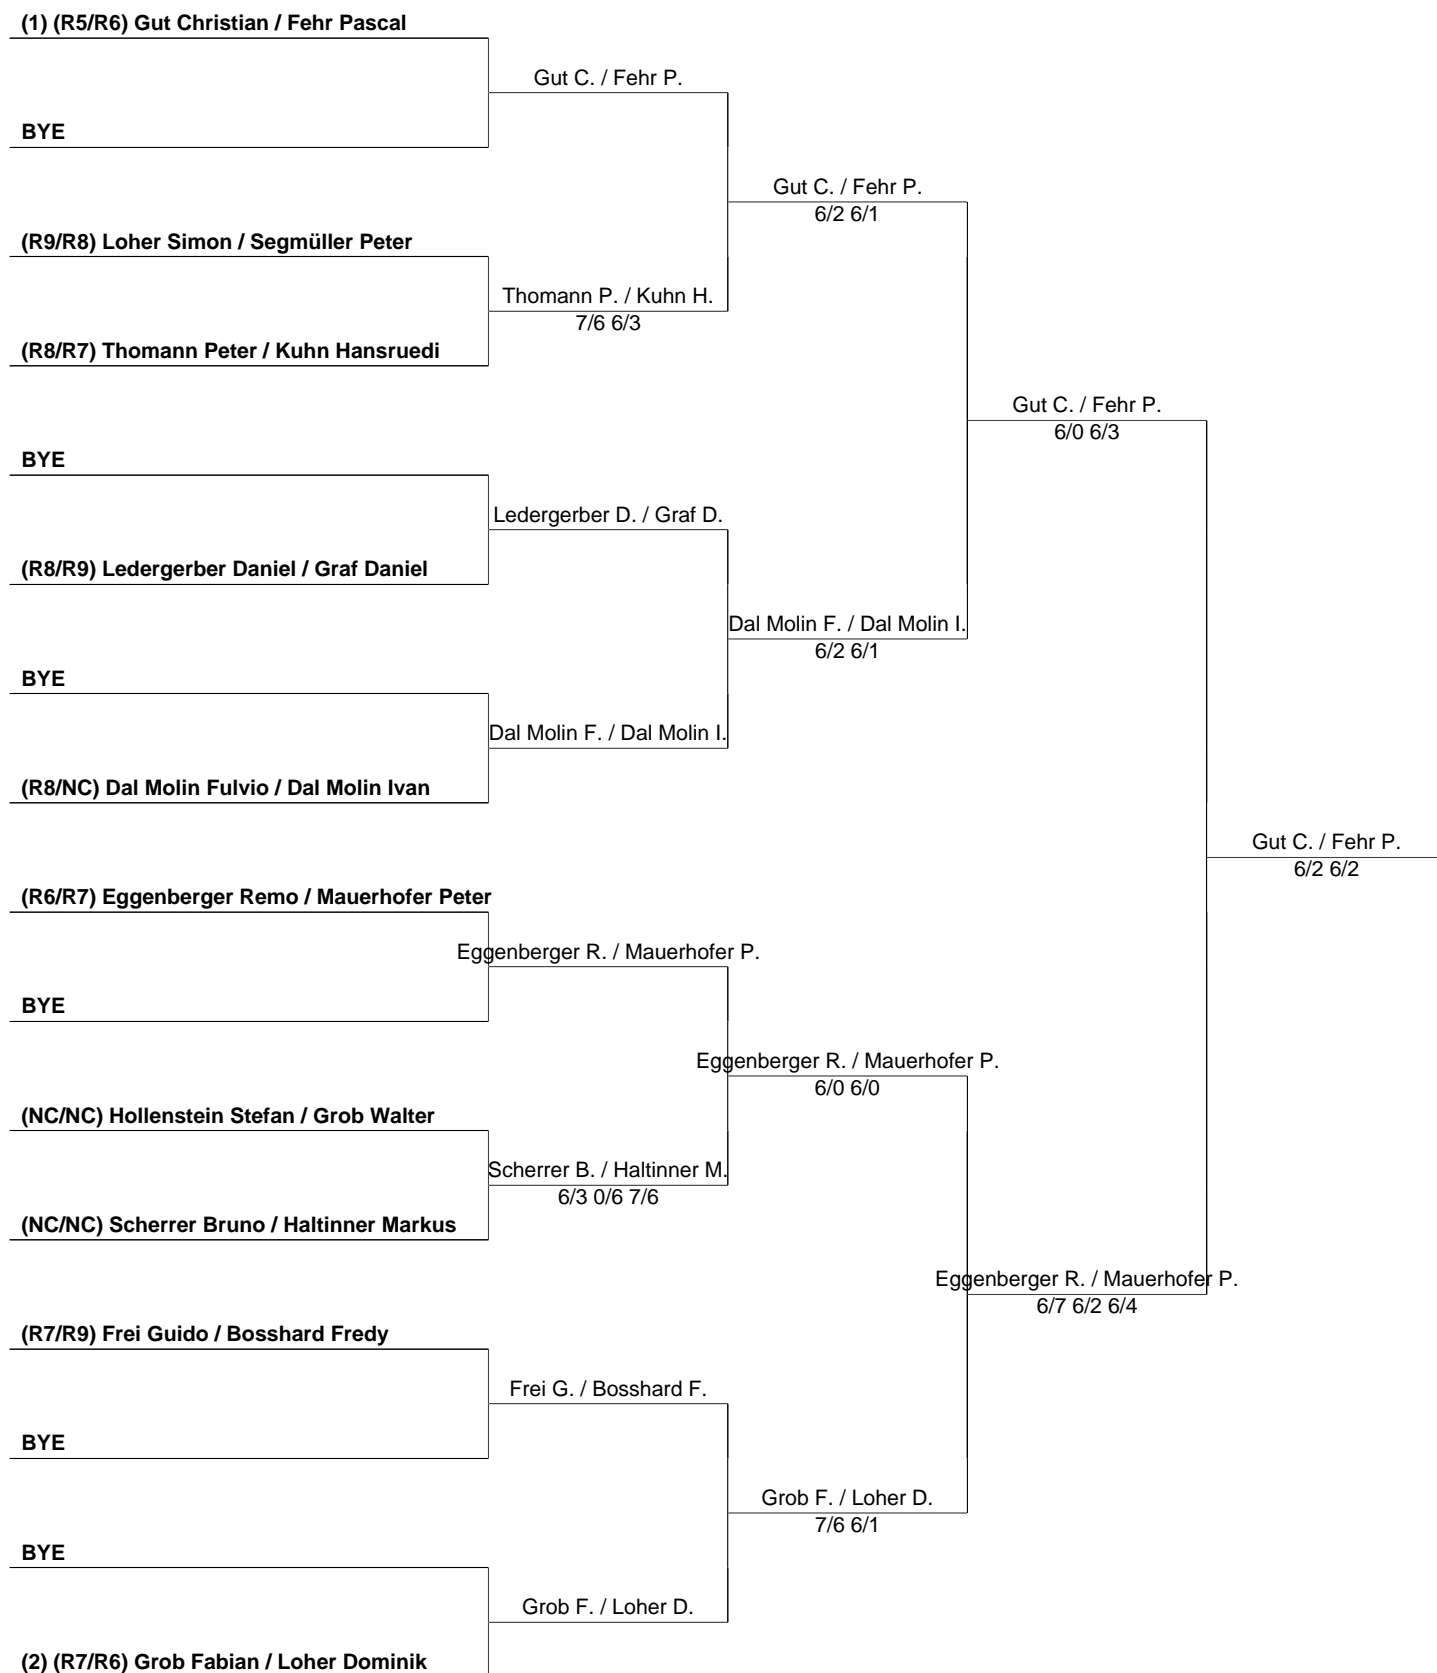 (1) (R5/R6) Gut Christian / Fehr Pascal
Gut C. / Fehr P.
BYE
Gut C. / Fehr P.
6/2 6/1
(R9/R8) Loher Simon / Segmüller Peter
Thomann P. / Kuhn H.
7/6 6/3
(R8/R7) Thomann Peter / Kuhn Hansruedi
Gut C. / Fehr P.
6/0 6/3
BYE
Ledergerber D. / Graf D.
(R8/R9) Ledergerber Daniel / Graf Daniel
Dal Molin F. / Dal Molin I.
6/2 6/1
BYE
Dal Molin F. / Dal Molin I.
(R8/NC) Dal Molin Fulvio / Dal Molin Ivan
Gut C. / Fehr P.
6/2 6/2
(R6/R7) Eggenberger Remo / Mauerhofer Peter
Eggenberger R. / Mauerhofer P.
BYE
Eggenberger R. / Mauerhofer P.
6/0 6/0
(NC/NC) Hollenstein Stefan / Grob Walter
Scherrer B. / Haltinner M.
6/3 0/6 7/6
(NC/NC) Scherrer Bruno / Haltinner Markus
Eggenberger R. / Mauerhofer P.
6/7 6/2 6/4
(R7/R9) Frei Guido / Bosshard Fredy
Frei G. / Bosshard F.
BYE
Grob F. / Loher D.
7/6 6/1
BYE
Grob F. / Loher D.
(2) (R7/R6) Grob Fabian / Loher Dominik